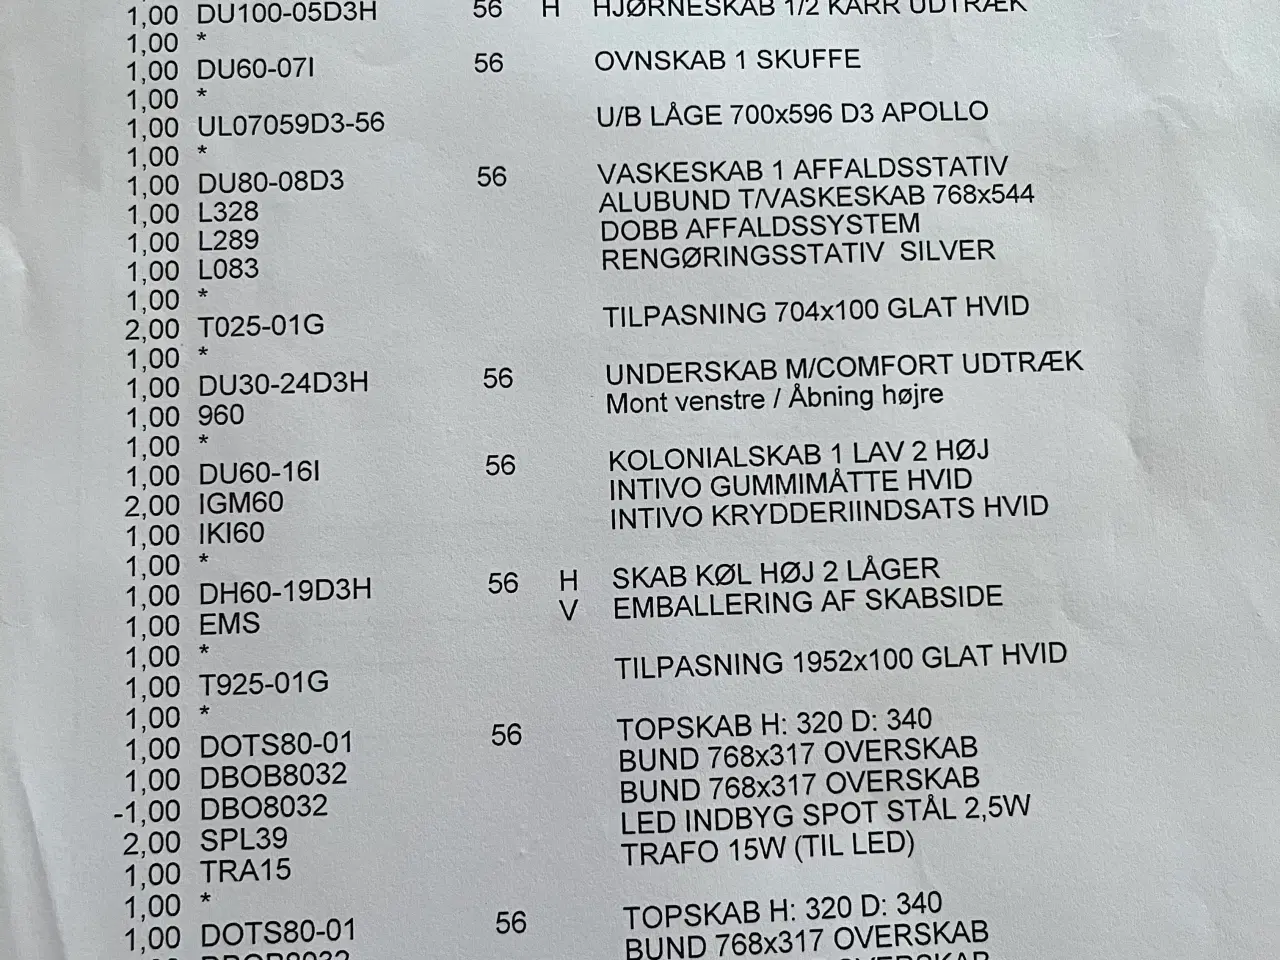 1,00 DU100-05D3H 56 H HJØRNESKAB 1/2 KARR UDTRÆK
1,00 *
1,00 DU60-07I 56 OVNSKAB 1 SKUFFE
1,00 *
1,00 UL07059D3-56 U/B LÅGE 700x596 D3 APOLLO
1,00 *
1,00 DU80-08D3 56 VASKESKAB 1 AFFALDSSTATIV
1,00 L328 ALUBUND T/VASKESKAB 768x544
1,00 L289 DOBB AFFALDSSYSTEM
1,00 L083 RENGØRINGSSTATIV SILVER
1,00 *
2,00 T025-01G TILPASNING 704x100 GLAT HVID
1,00 *
1,00 DU30-24D3H 56 UNDERSKAB M/COMFORT UDTRÆK
1,00 960 Mont venstre / Åbning højre
1,00 *
1,00 DU60-16I 56 KOLONIALSKAB 1 LAV 2 HØJ
2,00 IGM60 INTIVO GUMMIMÅTTE HVID
1,00 IKI60 INTIVO KRYDDERIINDSATS HVID
1,00 *
1,00 DH60-19D3H 56 H SKAB KØL HØJ 2 LÅGER
1,00 EMS V EMBALLERING AF SKABSIDE
1,00 *
1,00 T925-01G TILPASNING 1952x100 GLAT HVID
1,00 *
1,00 DOTS80-01 56 TOPSKAB H: 320 D: 340
1,00 DBOB8032 BUND 768x317 OVERSKAB
-1,00 DBO8032 BUND 768x317 OVERSKAB
2,00 SPL39 LED INDBYG SPOT STÅL 2,5W
1,00 TRA15 TRAFO 15W (TIL LED)
1,00 *
1,00 DOTS80-01 56 TOPSKAB H: 320 D: 340
DBOB8032 BUND 768x317 OVERSKAB